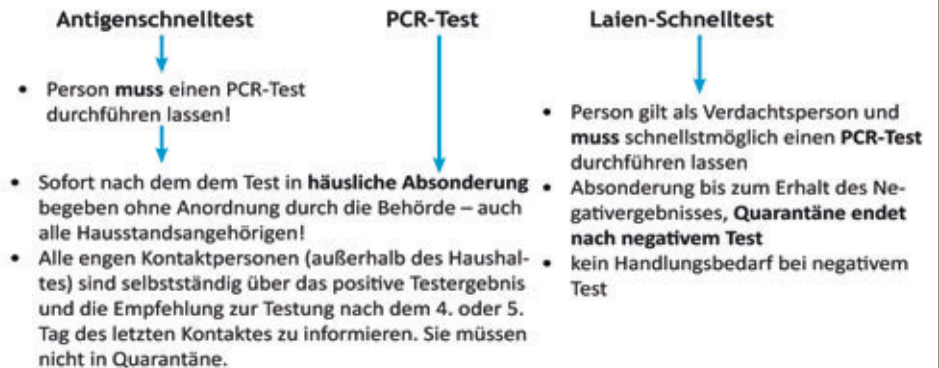 Antigenschnelltest
• Person muss einen PCR-Test
durchführen lassen!
PCR-Test
• Sofort nach dem dem Test in häusliche Absonderung
begeben ohne Anordnung durch die Behörde – auch
alle Hausstandsangehörigen!
• Alle engen Kontaktpersonen (außerhalb des Haushal-
tes) sind selbstständig über das positive Testergebnis
und die Empfehlung zur Testung nach dem 4. oder 5.
Tag des letzten Kontaktes zu informieren. Sie müssen
nicht in Quarantäne.
Laien-Schnelltest
• Person gilt als Verdachtsperson und
muss schnellstmöglich einen PCR-Test
durchführen lassen
• Absonderung bis zum Erhalt des Ne-
gativergebnisses, Quarantäne endet
nach negativem Test
• kein Handlungsbedarf bei negativem
Test